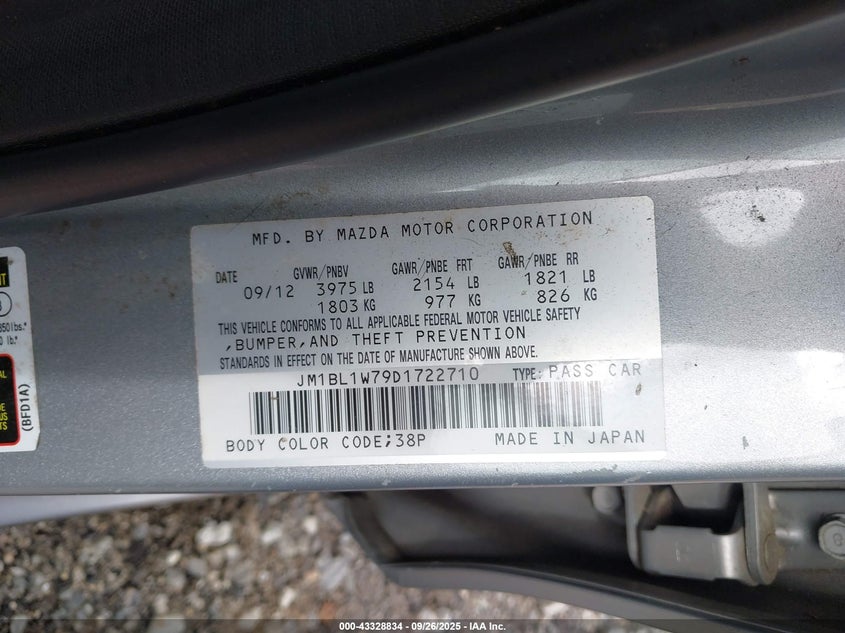 MFD. BY MAZDA MOTOR CORPORATION
DATE GVWR/PNBV GAWR/PNBE FRT GAWR/PNBE RR
09/12 3975 LB 2154 LB 1821 LB
1803 KG 977 KG 826 KG
THIS VEHICLE CONFORMS TO ALL APPLICABLE FEDERAL MOTOR VEHICLE SAFETY
,BUMPER,AND THEFT PREVENTION
STANDARDS IN EFFECT ON THE DATE OF MANUFACTURE SHOWN ABOVE.
JM1BL1W79D1722710 TYPE: PASS CAR
BODY COLOR CODE;38P MADE IN JAPAN
850lbs.
lb.
(BFD1A)
000-43328834 - 09/26/2025 - IAA Inc.